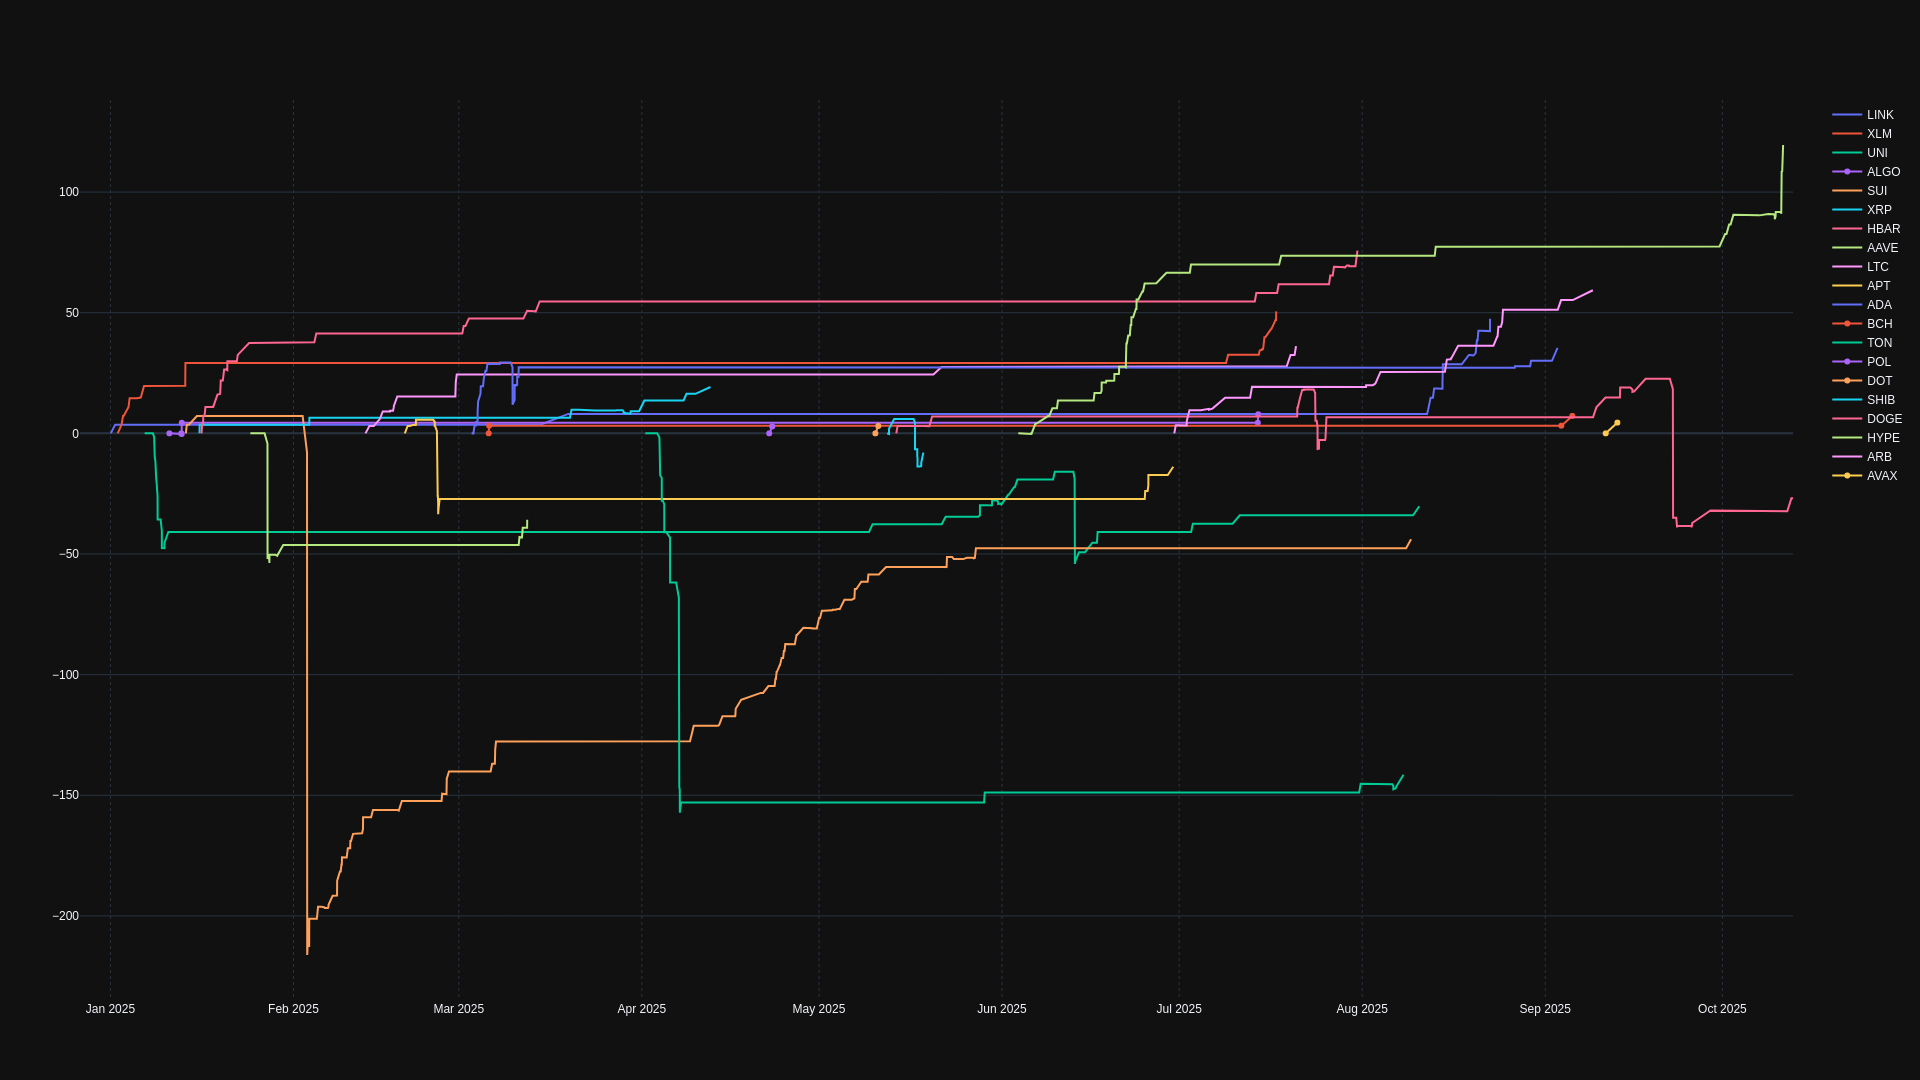 100
50
0
−50
−100
−150
−200
Jan 2025
Feb 2025
Mar 2025
Apr 2025
May 2025
Jun 2025
Jul 2025
Aug 2025
Sep 2025
Oct 2025
LINK
XLM
UNI
ALGO
SUI
XRP
HBAR
AAVE
LTC
APT
ADA
BCH
TON
POL
DOT
SHIB
DOGE
HYPE
ARB
AVAX